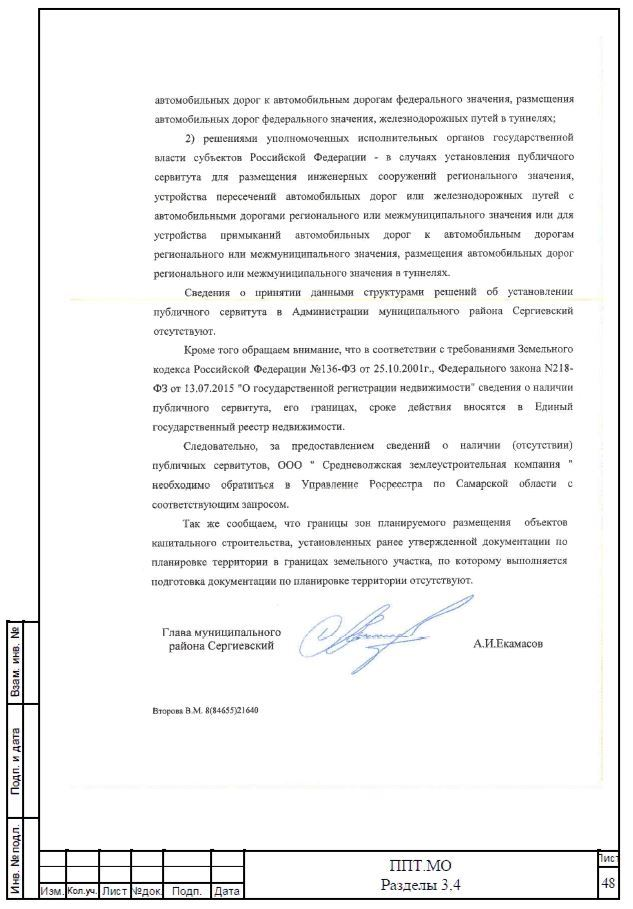 автомобильных дорог к автомобильным дорогам федерального значения, размещения
автомобильных дорог федерального значения, железнодорожных путей в туннелях;
2) решениями уполномоченных исполнительных органов государственной
власти субъектов Российской Федерации - в случаях установления публичного
сервитута для размещения инженерных сооружений регионального значения,
устройства пересечений автомобильных дорог или железнодорожных путей с
автомобильными дорогами регионального или межмуниципального значения или для
устройства примыканий автомобильных дорог к автомобильным дорогам
регионального или межмуниципального значения, размещения автомобильных дорог
регионального или межмуниципального значения в туннелях.
Сведения о принятии данными структурами решений об установлении
публичного сервитута в Администрации муниципального района Сергиевский
отсутствуют.
Кроме того обращаем внимание, что в соответствии с требованиями Земельного
кодекса Российской Федерации №136-ФЗ от 25.10.2001г., Федерального закона N218-
ФЗ от 13.07.2015 "О государственной регистрации недвижимости" сведения о наличии
публичного сервитута, его границах, сроке действия вносятся в Единый
государственный реестр недвижимости.
Следовательно, за предоставлением сведений о наличии (отсутствии)
публичных сервитутов, ООО " Средневолжская землеустроительная компания "
необходимо обратиться в Управление Росреестра по Самарской области с
соответствующим запросом.
Так же сообщаем, что границы зон планируемого размещения объектов
капитального строительства, установленных ранее утвержденной документации по
планировке территории в границах земельного участка, по которому выполняется
подготовка документации по планировке территории отсутствуют.
Глава муниципального
района Сергиевский
А.И.Екамасов
Второва В.М. 8(84655)21640
Взам. инв. №
Подп. и дата
Инв. № подл.
Изм. Кол.уч. Лист №док. Подп. Дата
ППТ.МО
Разделы 3,4
Лист
48